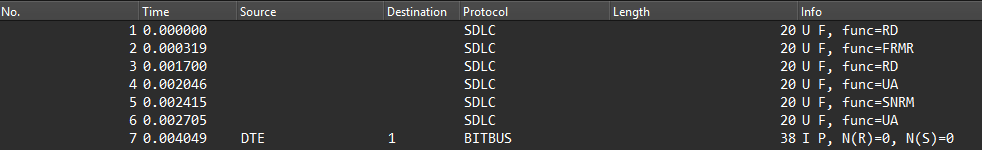 No. Time Source Destination Protocol Length Info
1 0.000000 SDLC 20 U F, func=RD
2 0.000319 SDLC 20 U F, func=FRMR
3 0.001700 SDLC 20 U F, func=RD
4 0.002046 SDLC 20 U F, func=UA
5 0.002415 SDLC 20 U F, func=SNRM
6 0.002705 SDLC 20 U F, func=UA
7 0.004049 DTE 1 BITBUS 38 I P, N(R)=0, N(S)=0